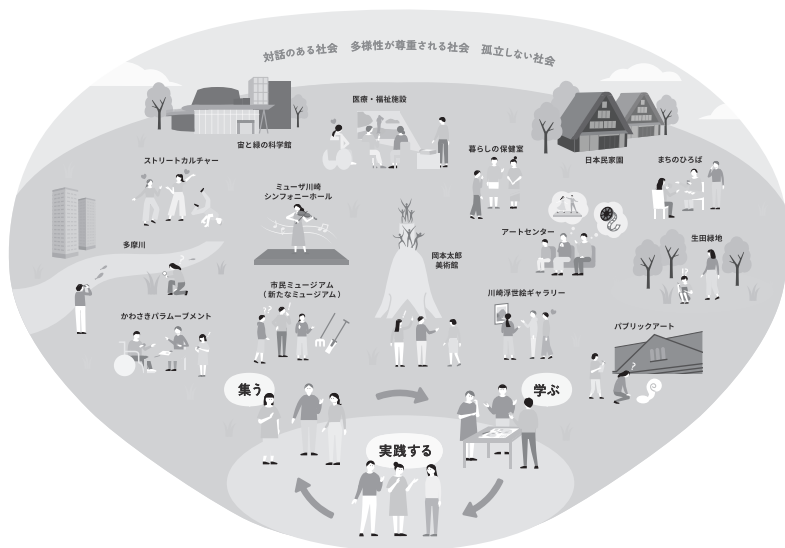 対話のある社会　多様性が尊重される社会　孤立しない社会
医療・福祉施設
宙と緑の科学館
暮らしの保健室
日本民家園
まちのひろば
ストリートカルチャー
ミューザ川崎
シンフォニーホール
アートセンター
生田緑地
多摩川
岡本太郎
美術館
市民ミュージアム
（新たなミュージアム）
川崎浮世絵ギャラリー
かわさきパラムーブメント
パブリックアート
集う
学ぶ
実践する